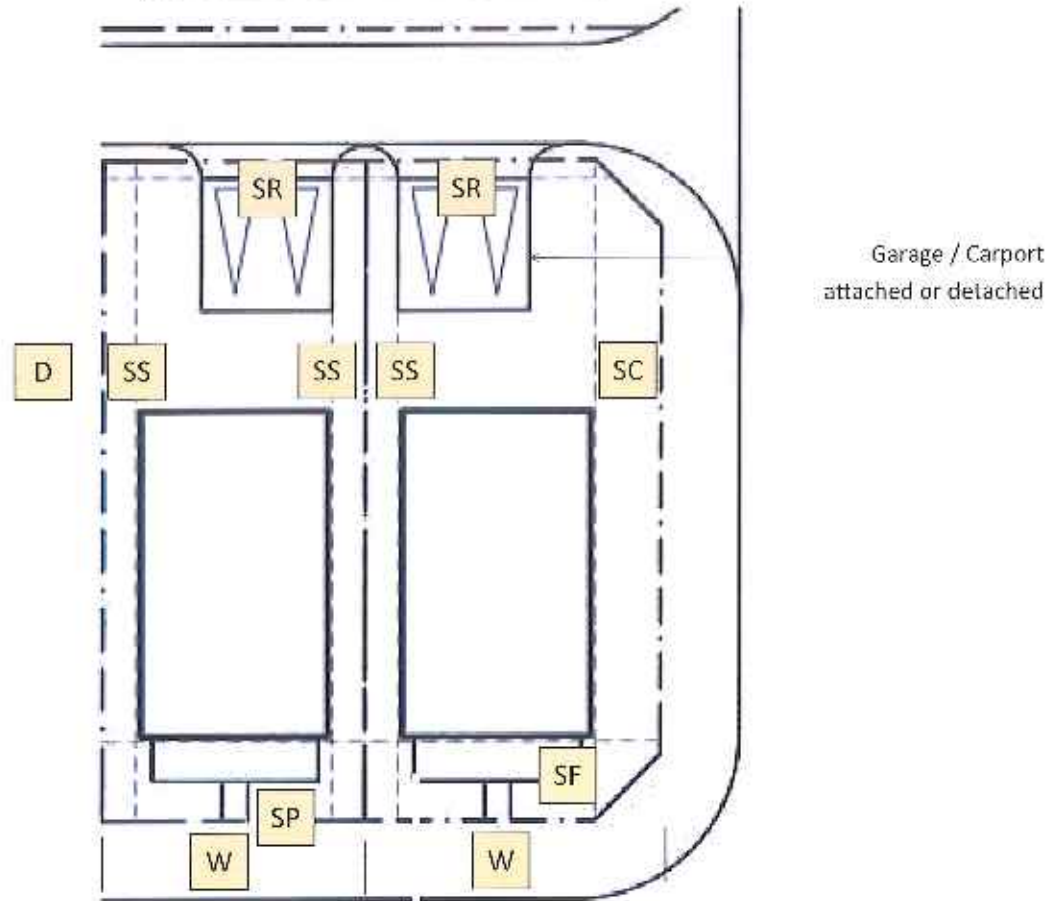 SR
SR
Garage / Carport
attached or detached
D
SS
SS
SS
SC
SF
SP
W
W